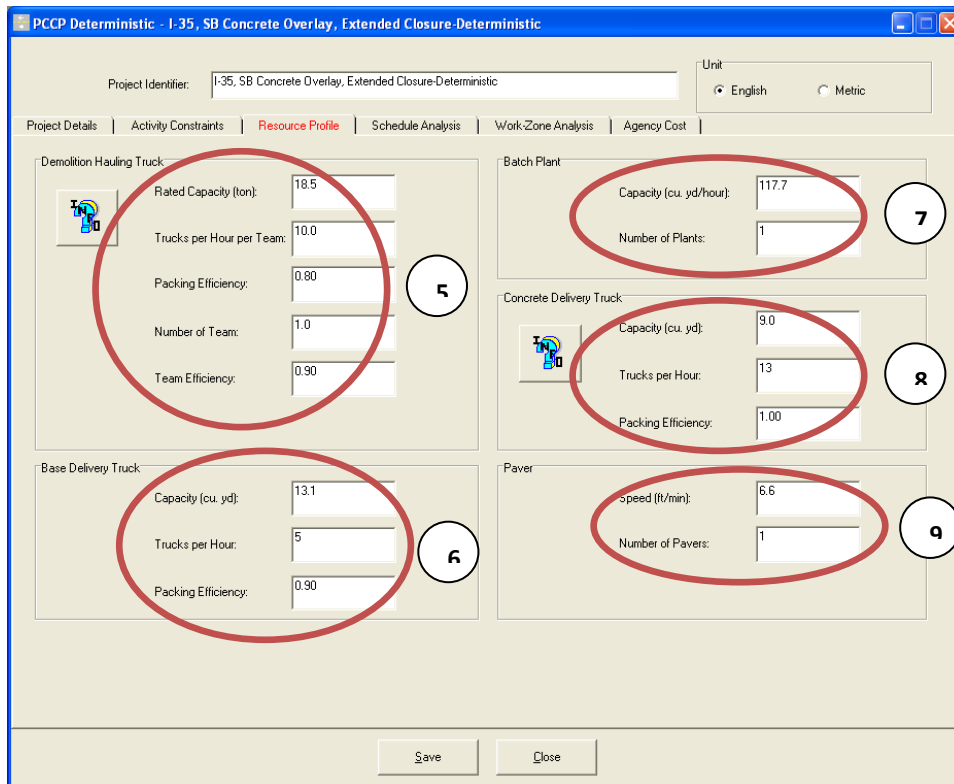 PCCP Deterministic - I-35, SB Concrete Overlay, Extended Closure-Deterministic
Project Identifier: I-35, SB Concrete Overlay, Extended Closure-Deterministic
Unit
English Metric
Project Details Activity Constraints Resource Profile Schedule Analysis Work-Zone Analysis Agency Cost
Demolition Hauling Truck
INFO
Rated Capacity (ton): 18.5
Trucks per Hour per Team: 10.0
Packing Efficiency: 0.80
Number of Team: 1.0
Team Efficiency: 0.90
5
Base Delivery Truck
Capacity (cu. yd): 13.1
Trucks per Hour: 5
Packing Efficiency: 0.90
6
Batch Plant
Capacity (cu. yd/hour): 117.7
Number of Plants: 1
7
Concrete Delivery Truck
INFO
Capacity (cu. yd): 9.0
Trucks per Hour: 13
Packing Efficiency: 1.00
8
Paver
Speed (ft/min): 6.6
Number of Pavers: 1
9
Save Close